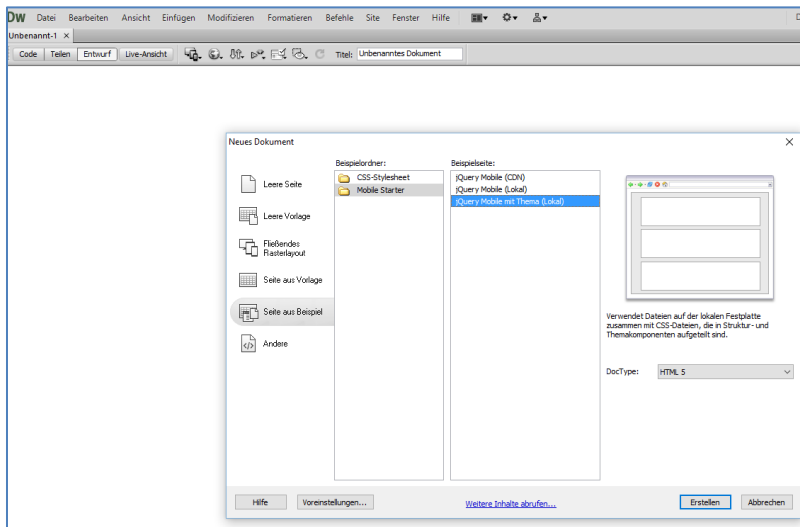 DW Datei Bearbeiten Ansicht Einfügen Modifizieren Formatieren Befehle Site Fenster Hilfe
Unbenannt-1 ×
Code Teilen Entwurf Live-Ansicht Titel: Unbenanntes Dokument
Neues Dokument
Beispielordner: Beispielseite:
Leere Seite
Leere Vorlage
Fließendes
Rasterlayout
Seite aus Vorlage
Seite aus Beispiel
Andere
CSS-Stylesheet
Mobile Starter
jQuery Mobile (CDN)
jQuery Mobile (Lokal)
jQuery Mobile mit Thema (Lokal)
Verwendet Dateien auf der lokalen Festplatte
zusammen mit CSS-Dateien, die in Struktur- und
Themakomponenten aufgeteilt sind.
DocType: HTML 5
Hilfe Voreinstellungen... Weitere Inhalte abrufen... Erstellen Abbrechen